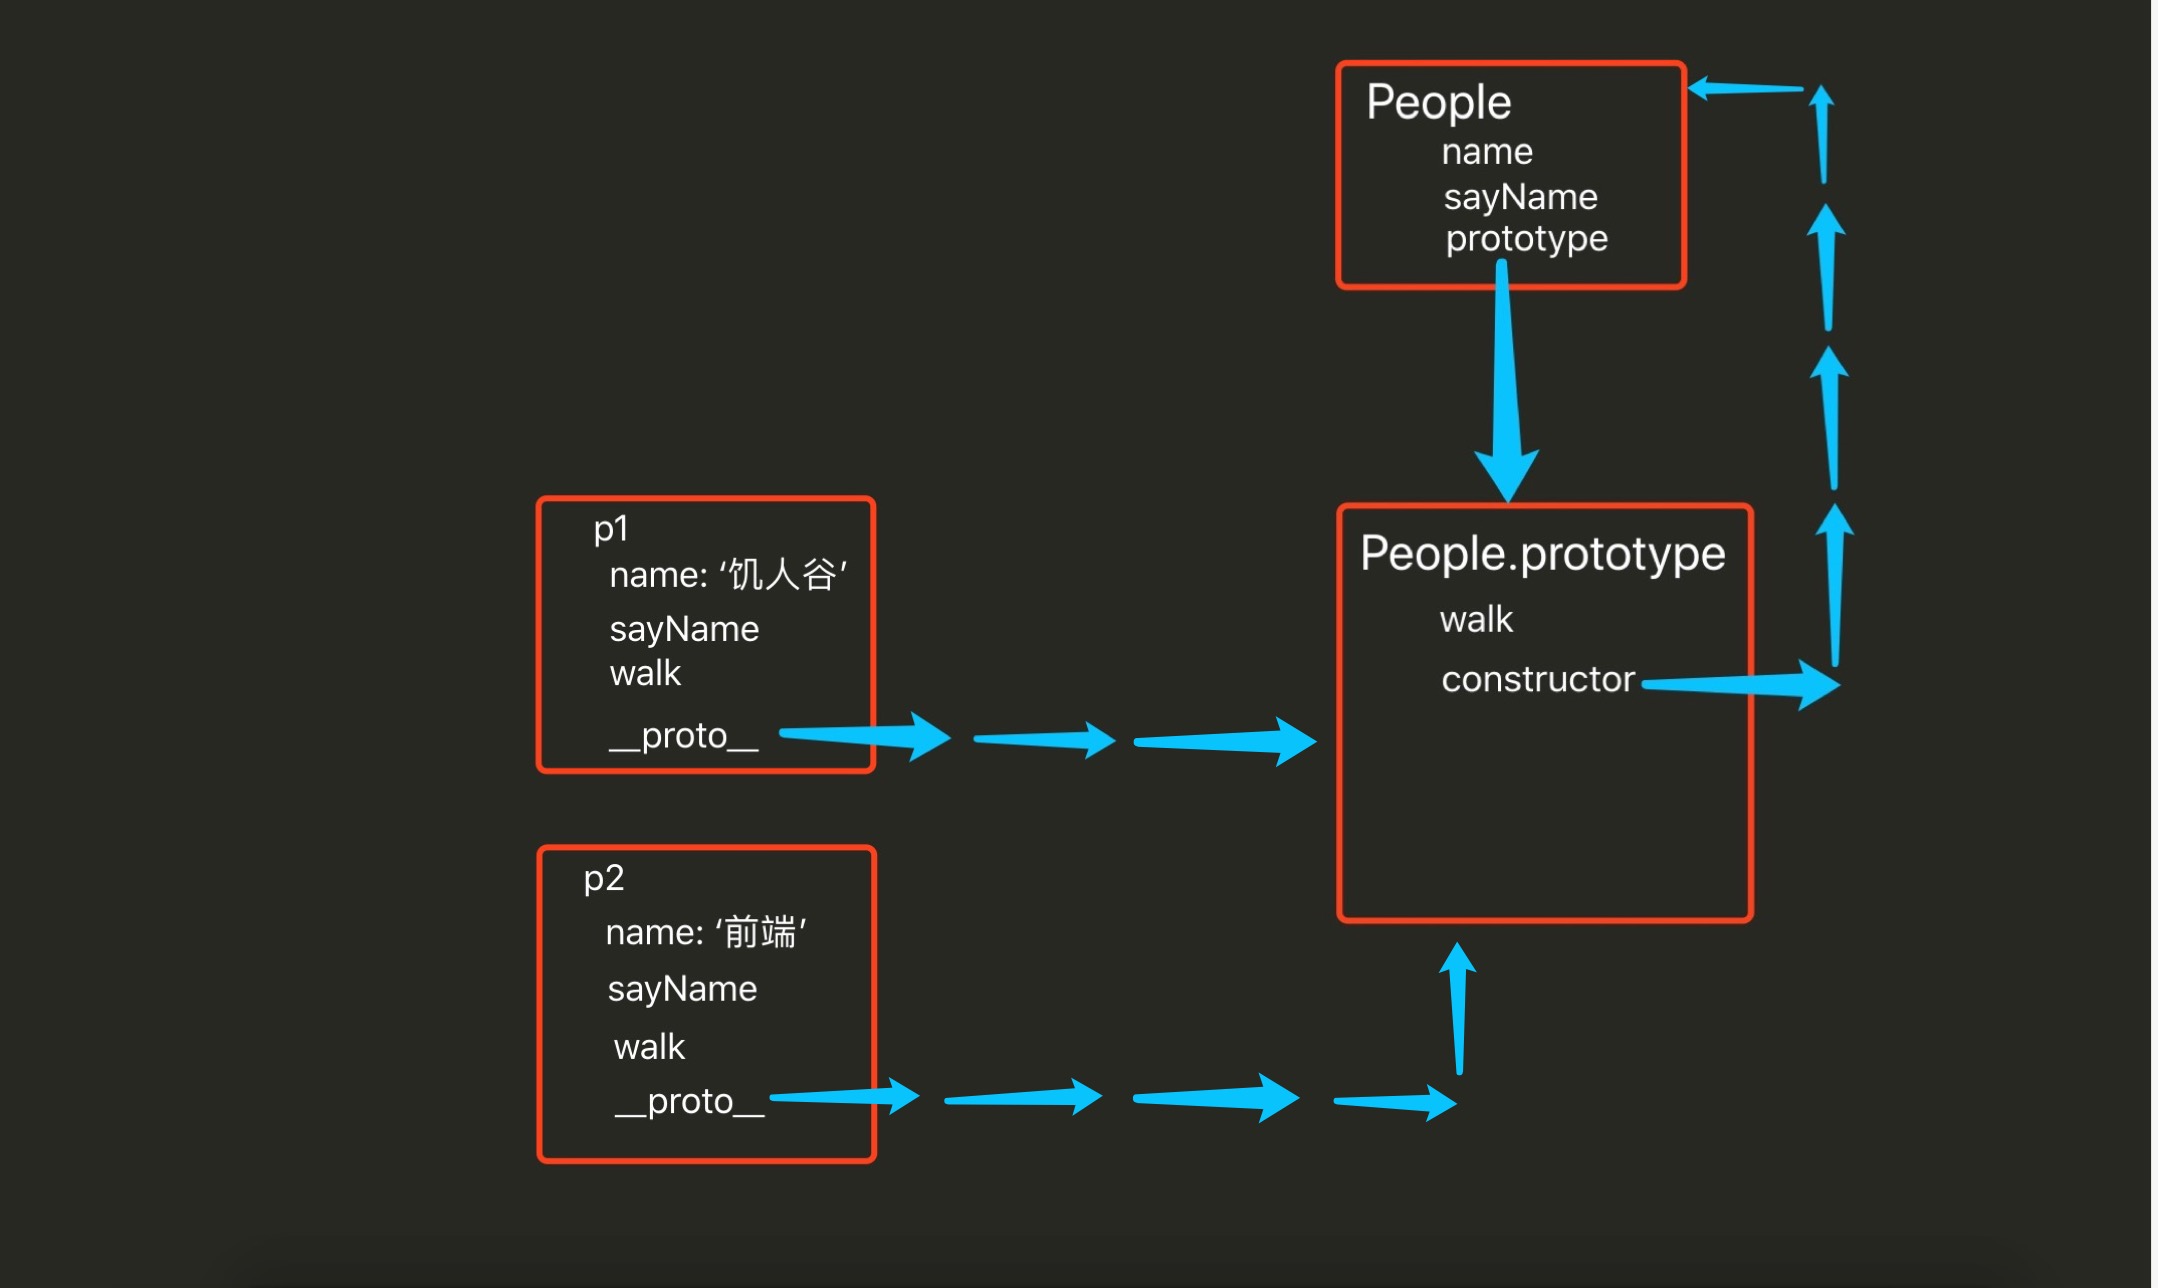 People
name
sayName
prototype
p1
name: ‘饥人谷’
sayName
walk
__proto__
People.prototype
walk
constructor
p2
name: ‘前端’
sayName
walk
__proto__